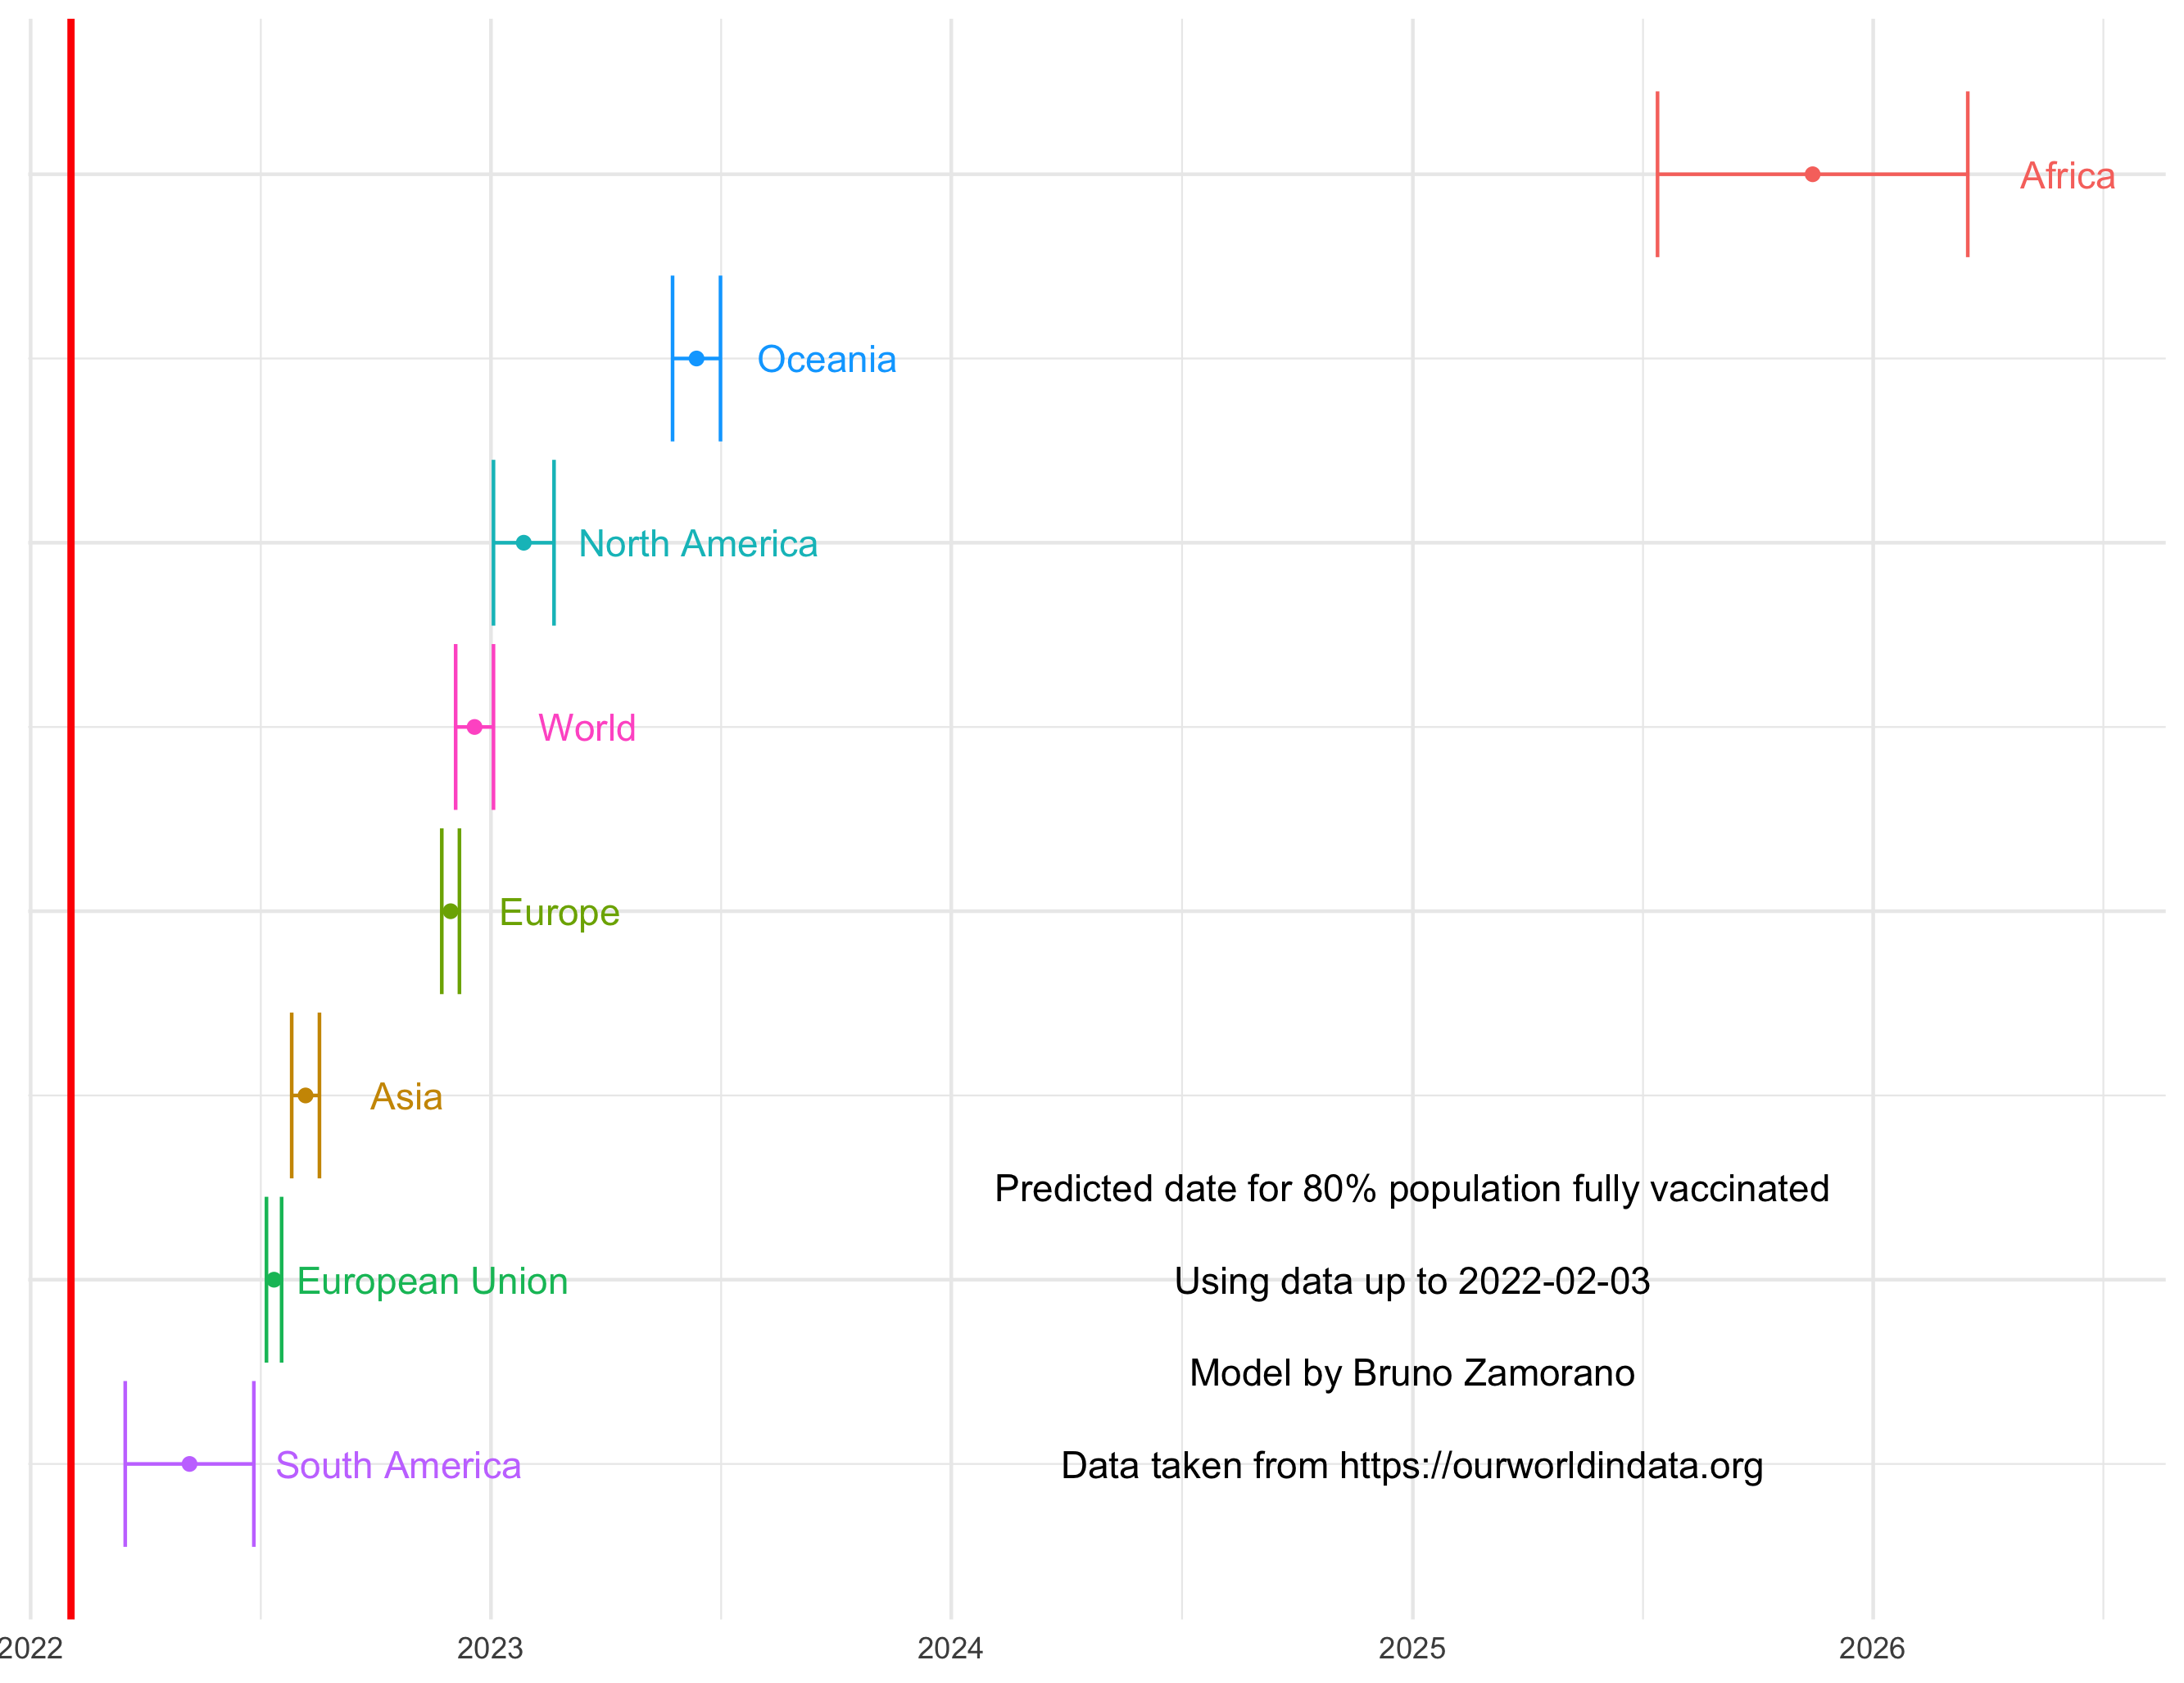 Africa
Oceania
North America
World
Europe
Asia
Predicted date for 80% population fully vaccinated
European Union
Using data up to 2022-02-03
Model by Bruno Zamorano
South America
Data taken from https://ourworldindata.org
2022
2023
2024
2025
2026